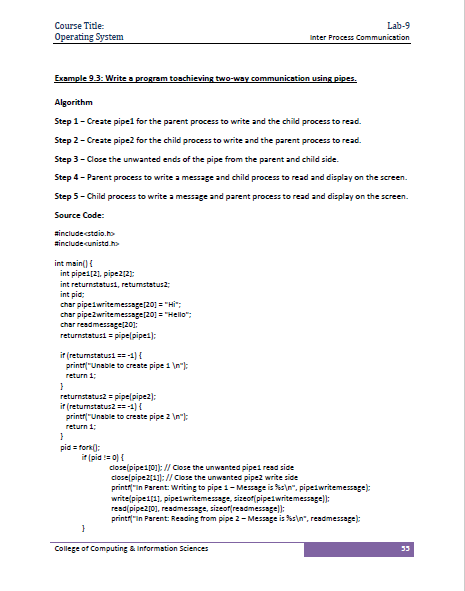 Course Title:
Lab-9
Operating System
Inter Process Communication
Example 9.3: Write a program toachieving two-way communication using pipes.
Algorithm
Step 1 – Create pipe1 for the parent process to write and the child process to read.
Step 2 – Create pipe2 for the child process to write and the parent process to read.
Step 3 – Close the unwanted ends of the pipe from the parent and child side.
Step 4 – Parent process to write a message and child process to read and display on the screen.
Step 5 – Child process to write a message and parent process to read and display on the screen.
Source Code:
#include<stdio.h>
#include<unistd.h>
int main() {
int pipe1[2], pipe2[2];
int returnstatus1, returnstatus2;
int pid;
char pipe1writemessage[20] = "Hi";
char pipe2writemessage[20] = "Hello";
char readmessage[20];
returnstatus1 = pipe(pipe1);
if (returnstatus1 == -1) {
printf("Unable to create pipe 1 \n");
return 1;
}
returnstatus2 = pipe(pipe2);
if (returnstatus2 == -1) {
printf("Unable to create pipe 2 \n");
return 1;
}
pid = fork();
if (pid != 0) {
close(pipe1[0]); // Close the unwanted pipe1 read side
close(pipe2[1]); // Close the unwanted pipe2 write side
printf("In Parent: Writing to pipe 1 – Message is %s\n", pipe1writemessage);
write(pipe1[1], pipe1writemessage, sizeof(pipe1writemessage));
read(pipe2[0], readmessage, sizeof(readmessage));
printf("In Parent: Reading from pipe 2 – Message is %s\n", readmessage);
}
College of Computing & Information Sciences
55